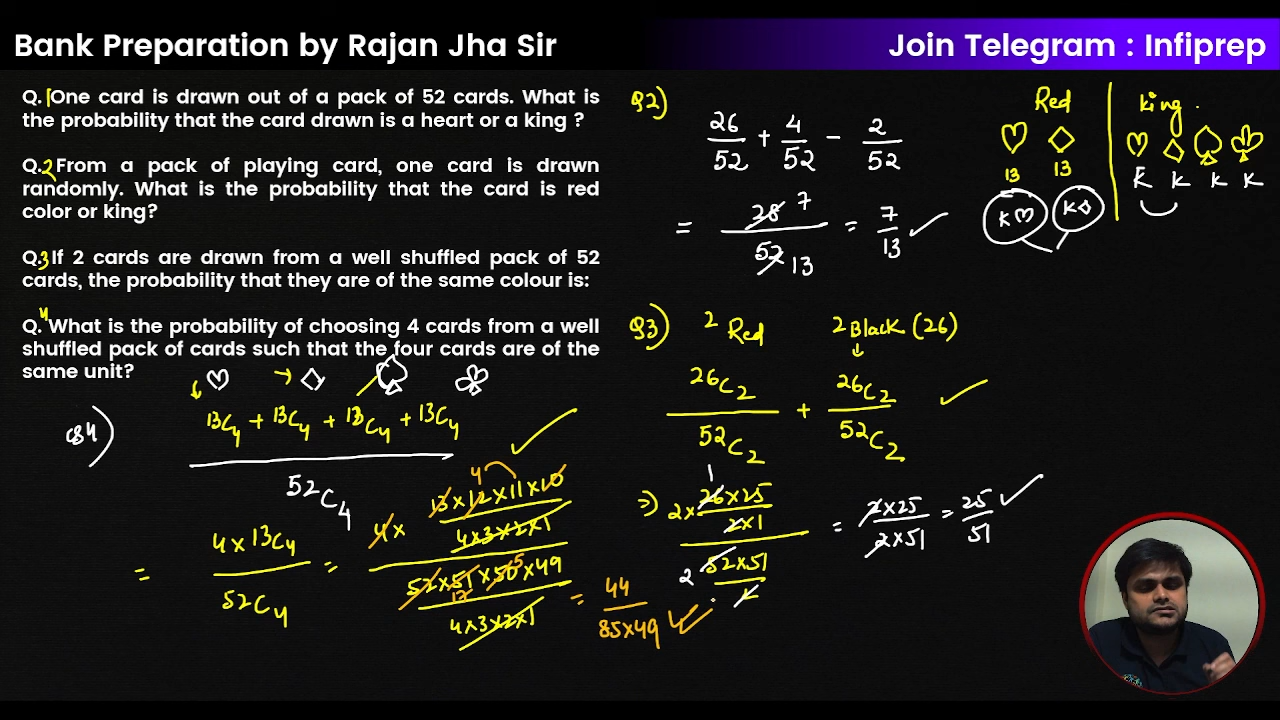 Bank Preparation by Rajan Jha Sir
Join Telegram : Infiprep
Q.1 One card is drawn out of a pack of 52 cards. What is
the probability that the card drawn is a heart or a king ?
Q.2 From a pack of playing card, one card is drawn
randomly. What is the probability that the card is red
color or king?
Q.3 If 2 cards are drawn from a well shuffled pack of 52
cards, the probability that they are of the same colour is:
Q.4 What is the probability of choosing 4 cards from a well
shuffled pack of cards such that the four cards are of the
same unit?
Q4)
♡ → ◇ ♤ ♧
13C4 + 13C4 + 13C4 + 13C4
52C4
= 4 x 13C4 / 52C4 =
4 x 13 x 12 x 11 x 10 / 4 x 3 x 2 x 1
52 x 51 x 50 x 49 / 4 x 3 x 2 x 1
= 44 / 85 x 49
Q2)
26/52 + 4/52 - 2/52
= 28 7 / 52 13 = 7/13
Red
♡ ◇
13 13
K♡ K◇
King.
♡ ◇ ♤ ♧
K K K K
Q3) 2 Red 2 Black (26)
26C2 / 52C2 + 26C2 / 52C2
⇒ 2 x 26 x 25 / 2 x 1
52 x 51
= 2 x 25 / 2 x 51 = 25/51